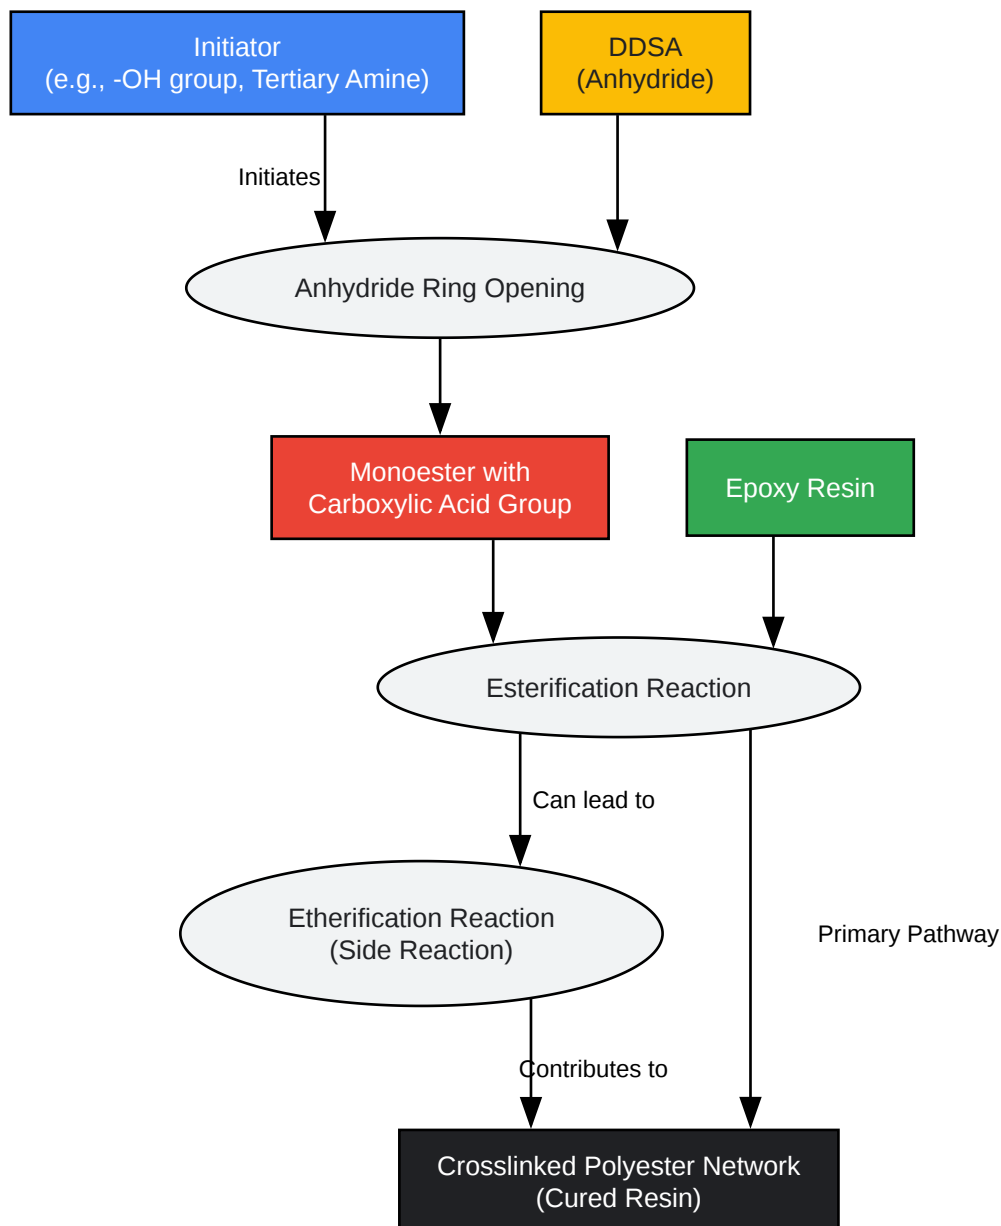 Initiator
(e.g., -OH group, Tertiary Amine)
DDSA
(Anhydride)
Initiates
Anhydride Ring Opening
Monoester with
Carboxylic Acid Group
Epoxy Resin
Esterification Reaction
Can lead to
Etherification Reaction
(Side Reaction)
Primary Pathway
Contributes to
Crosslinked Polyester Network
(Cured Resin)